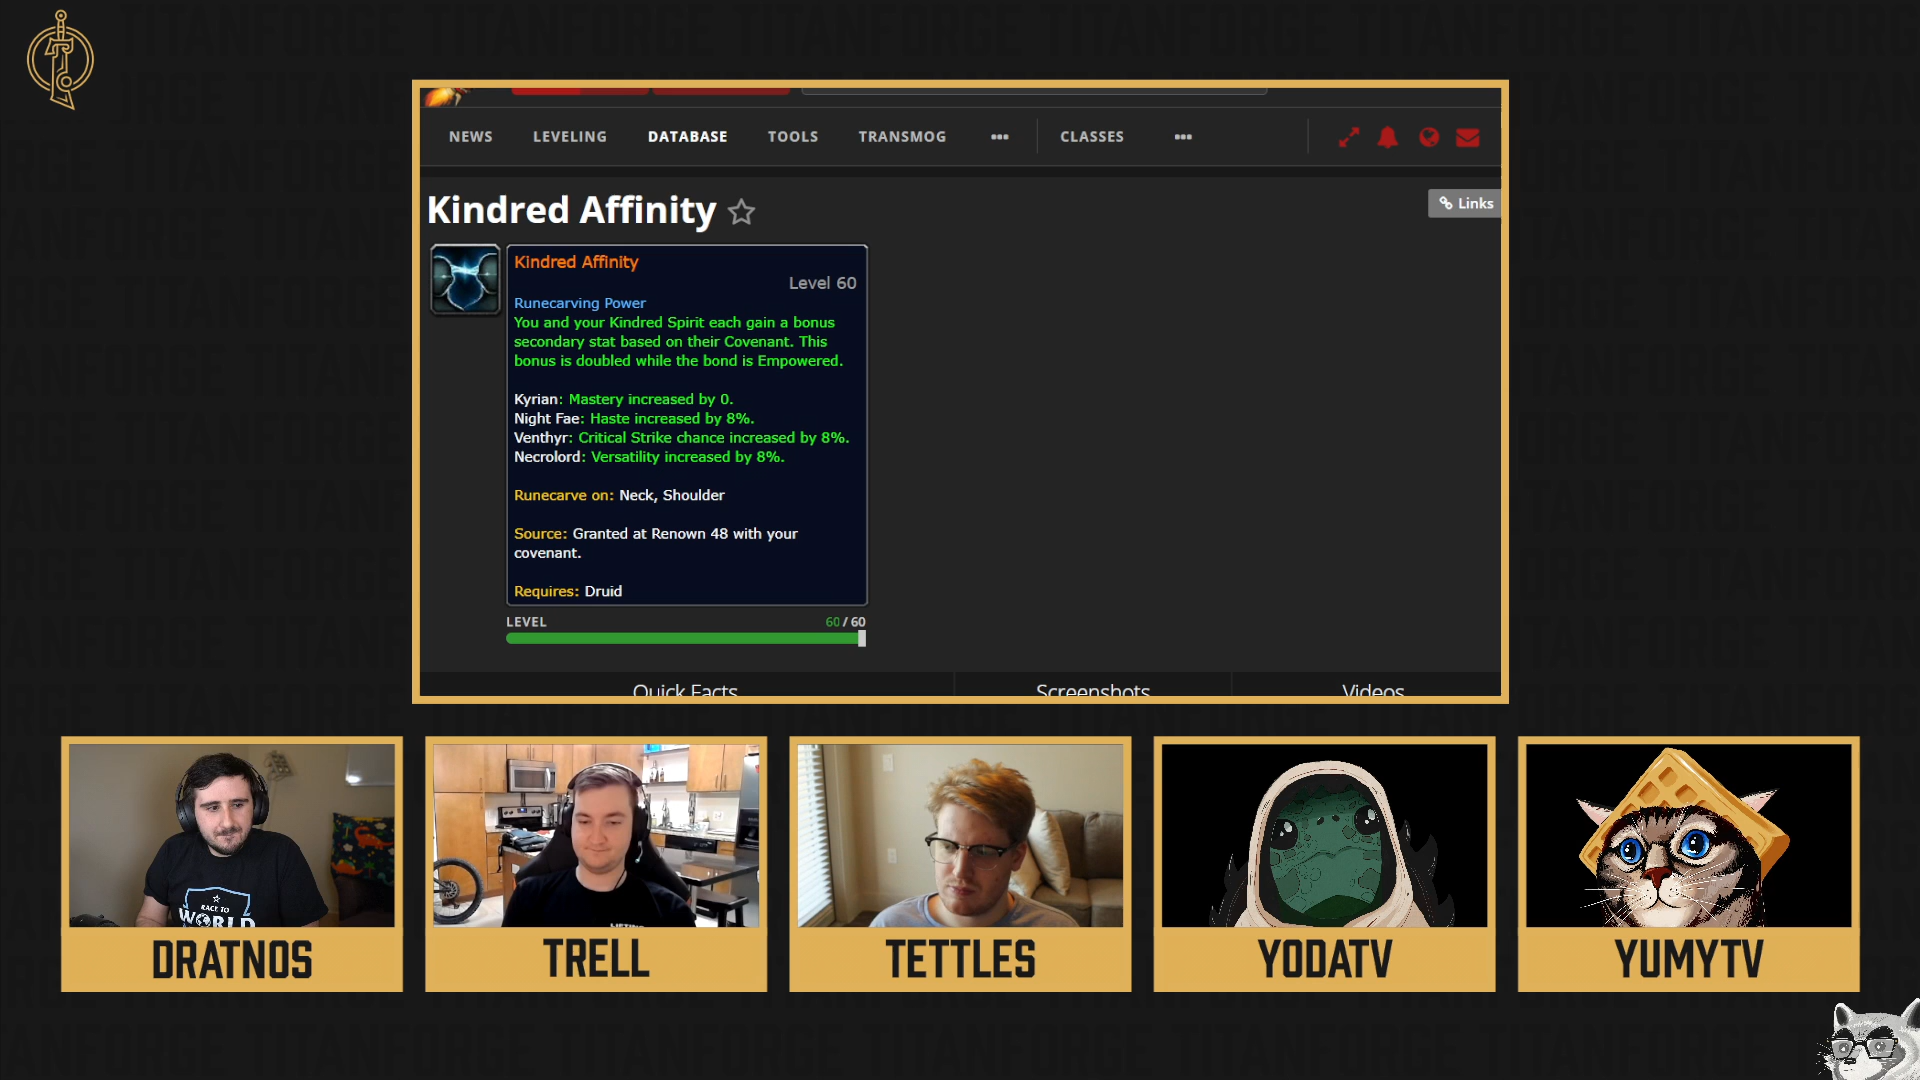 NEWS LEVELING DATABASE TOOLS TRANSMOG ••• CLASSES •••
Kindred Affinity
Links
Kindred Affinity
Level 60
Runecarving Power
You and your Kindred Spirit each gain a bonus
secondary stat based on their Covenant. This
bonus is doubled while the bond is Empowered.
Kyrian: Mastery increased by 0.
Night Fae: Haste increased by 8%.
Venthyr: Critical Strike chance increased by 8%.
Necrolord: Versatility increased by 8%.
Runecarve on: Neck, Shoulder
Source: Granted at Renown 48 with your
covenant.
Requires: Druid
LEVEL 60 / 60
Quick Facts Screenshots Videos
RACE TO
WORLD
DRATNOS TRELL TETTLES YODATV YUMYTV